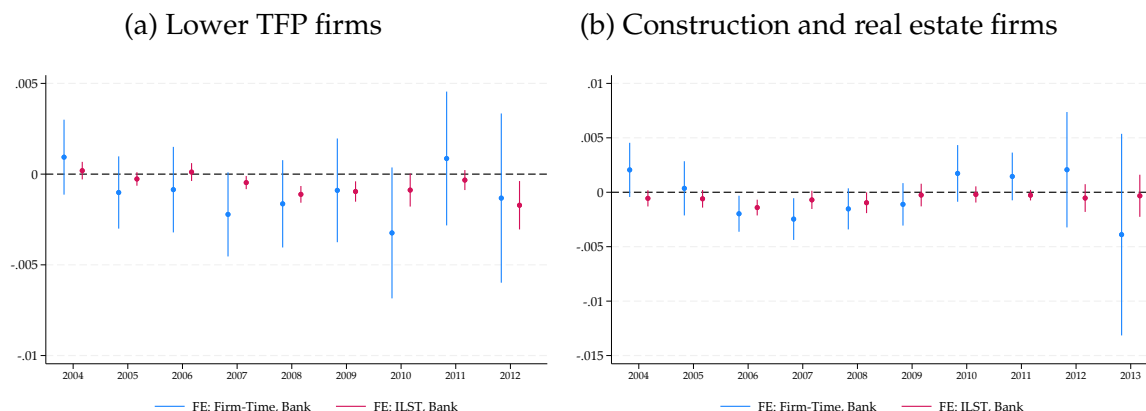 (a) Lower TFP firms
.005
0
-.005
-.01
2004 2005 2006 2007 2008 2009 2010 2011 2012
FE: Firm-Time, Bank FE: ILST, Bank
(b) Construction and real estate firms
.01
.005
0
-.005
-.01
-.015
2004 2005 2006 2007 2008 2009 2010 2011 2012 2013
FE: Firm-Time, Bank FE: ILST, Bank